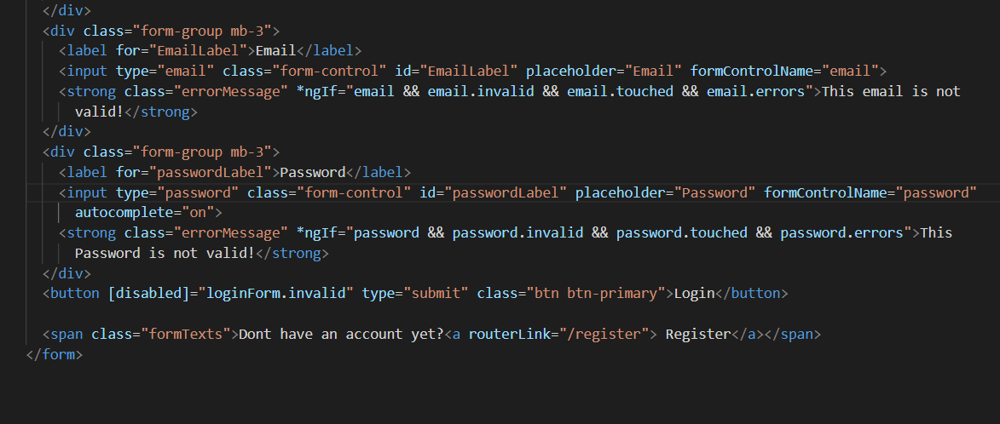 </div>
<div class="form-group mb-3">
<label for="EmailLabel">Email</label>
<input type="email" class="form-control" id="EmailLabel" placeholder="Email" formControlName="email">
<strong class="errorMessage" *ngIf="email && email.invalid && email.touched && email.errors">This email is not
valid!</strong>
</div>
<div class="form-group mb-3">
<label for="passwordLabel">Password</label>
<input type="password" class="form-control" id="passwordLabel" placeholder="Password" formControlName="password"
autocomplete="on">
<strong class="errorMessage" *ngIf="password && password.invalid && password.touched && password.errors">This
Password is not valid!</strong>
</div>
<button [disabled]="loginForm.invalid" type="submit" class="btn btn-primary">Login</button>
<span class="formTexts">Dont have an account yet?<a routerLink="/register"> Register</a></span>
</form>